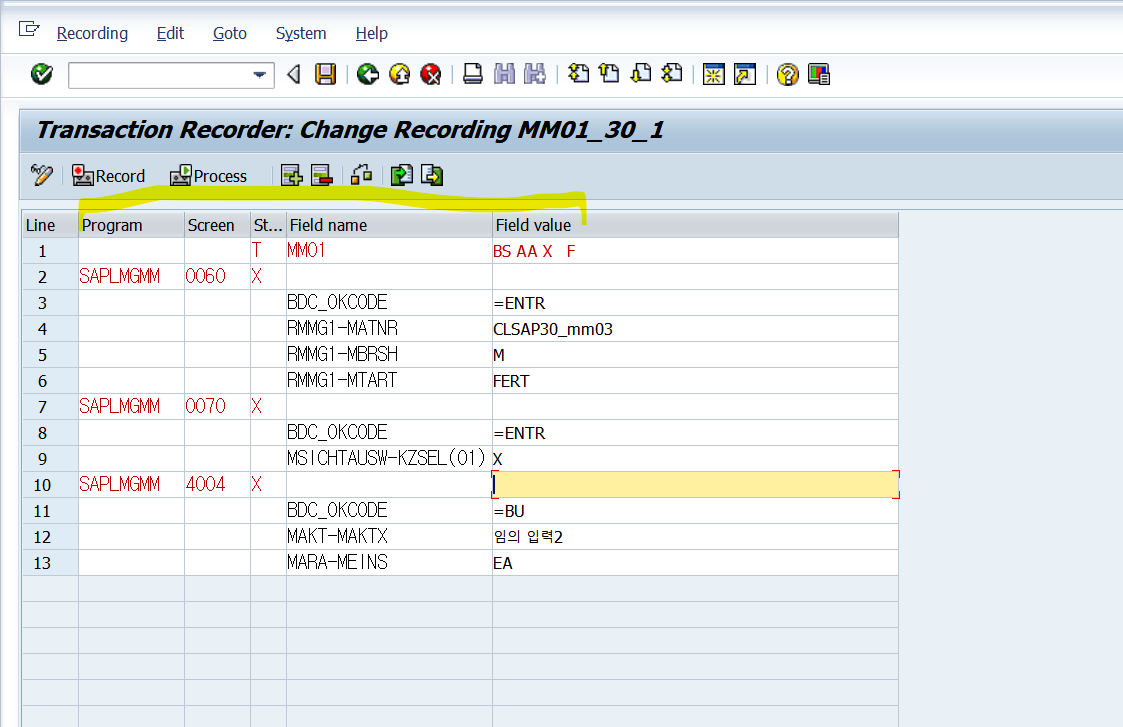 Recording Edit Goto System Help
Transaction Recorder: Change Recording MM01_30_1
Record Process
Line Program Screen St... Field name Field value
1 T MM01 BS AA X F
2 SAPLMGMM 0060 X
3 BDC_OKCODE =ENTR
4 RMMG1-MATNR CLSAP30_mm03
5 RMMG1-MBRSH M
6 RMMG1-MTART FERT
7 SAPLMGMM 0070 X
8 BDC_OKCODE =ENTR
9 MSICHTAUSW-KZSEL(01) X
10 SAPLMGMM 4004 X
11 BDC_OKCODE =BU
12 MAKT-MAKTX 임의 입력2
13 MARA-MEINS EA